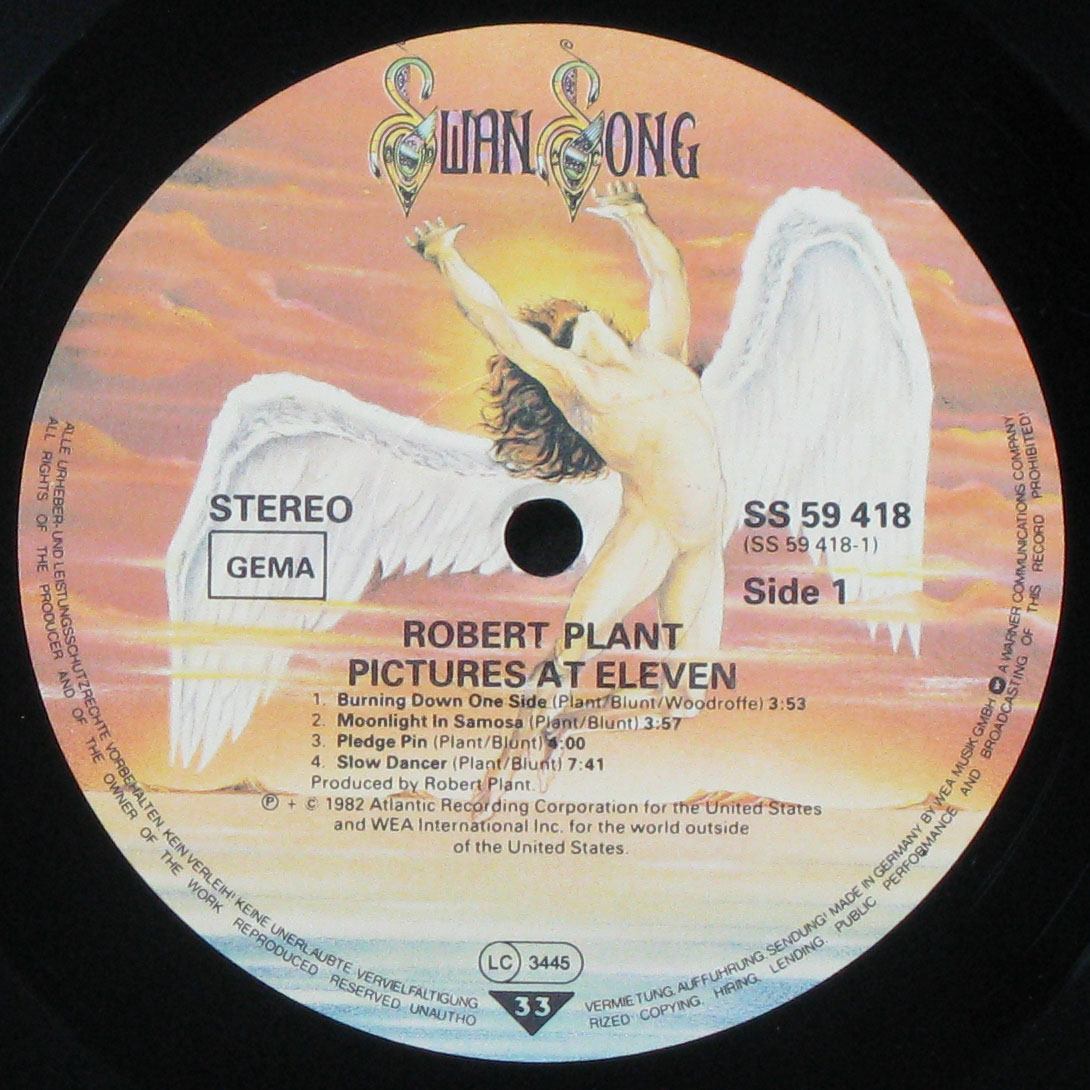 SWAN SONG
STEREO
GEMA
SS 59 418
(SS 59 418-1)
Side 1
ROBERT PLANT
PICTURES AT ELEVEN
1. Burning Down One Side (Plant/Blunt/Woodroffe) 3:53
2. Moonlight In Samosa (Plant/Blunt) 3:57
3. Pledge Pin (Plant/Blunt) 4:00
4. Slow Dancer (Plant/Blunt) 7:41
Produced by Robert Plant.
Ⓟ + © 1982 Atlantic Recording Corporation for the United States
and WEA International Inc. for the world outside
of the United States.
LC 3445
33
ALLE URHEBER- UND LEISTUNGSSCHUTZRECHTE VORBEHALTEN KEIN VERLEIH! KEINE UNERLAUBTE VERVIELFÄLTIGUNG VERMIETUNG, AUFFÜHRUNG, SENDUNG! MADE IN GERMANY BY WEA MUSIK GMBH A WARNER COMMUNICATIONS COMPANY
ALL RIGHTS OF THE PRODUCER AND OF THE OWNER OF THE WORK REPRODUCED RESERVED UNAUTHORIZED COPYING, HIRING, LENDING, PUBLIC PERFORMANCE AND BROADCASTING OF THIS RECORD PROHIBITED!